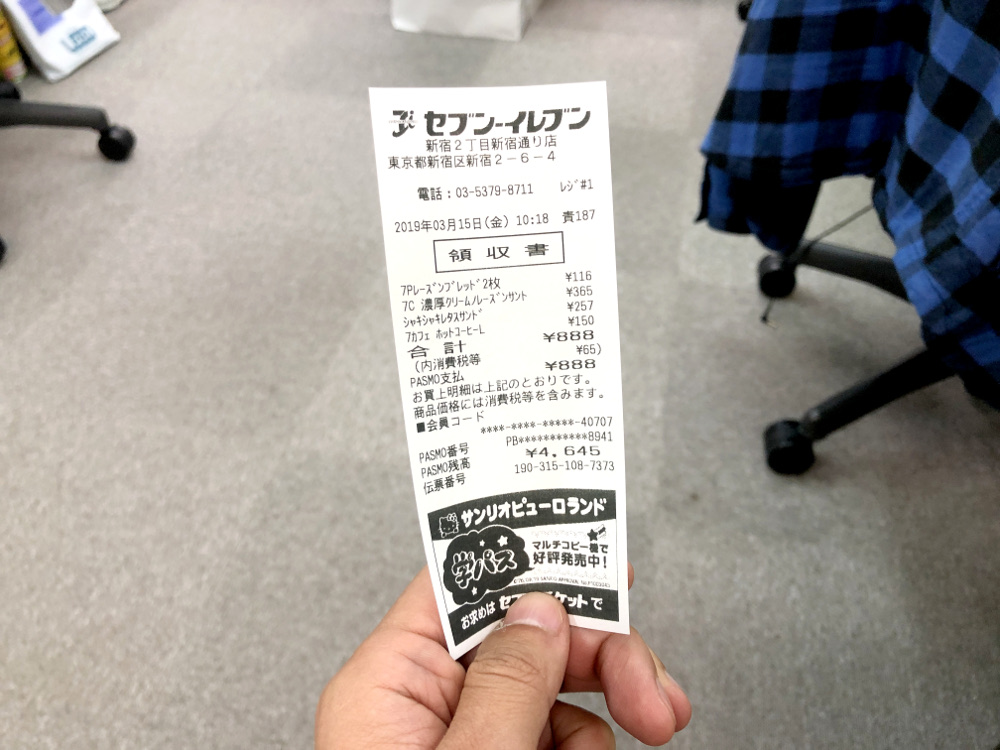 セブン-イレブン
新宿2丁目新宿通り店
東京都新宿区新宿2-6-4
電話:03-5379-8711 レジ#1
2019年03月15日(金) 10:18 責187
領収書
7Pレーズンブレッド2枚 ¥116
7C 濃厚クリーム/レーズンサンド ¥365
シャキシャキレタスサンド ¥257
7カフェ ホットコーヒーL ¥150
合計 ¥888
(内消費税等 ¥65)
PASMO支払 ¥888
お買上明細は上記のとおりです。
商品価格には消費税等を含みます。
■会員コード
****-****-*****-40707
PASMO番号 PB***********8941
PASMO残高 ¥4,645
伝票番号 190-315-108-7373
サンリオピューロランド
学パス
マルチコピー機で
好評発売中!
お求めは セブンチケットで